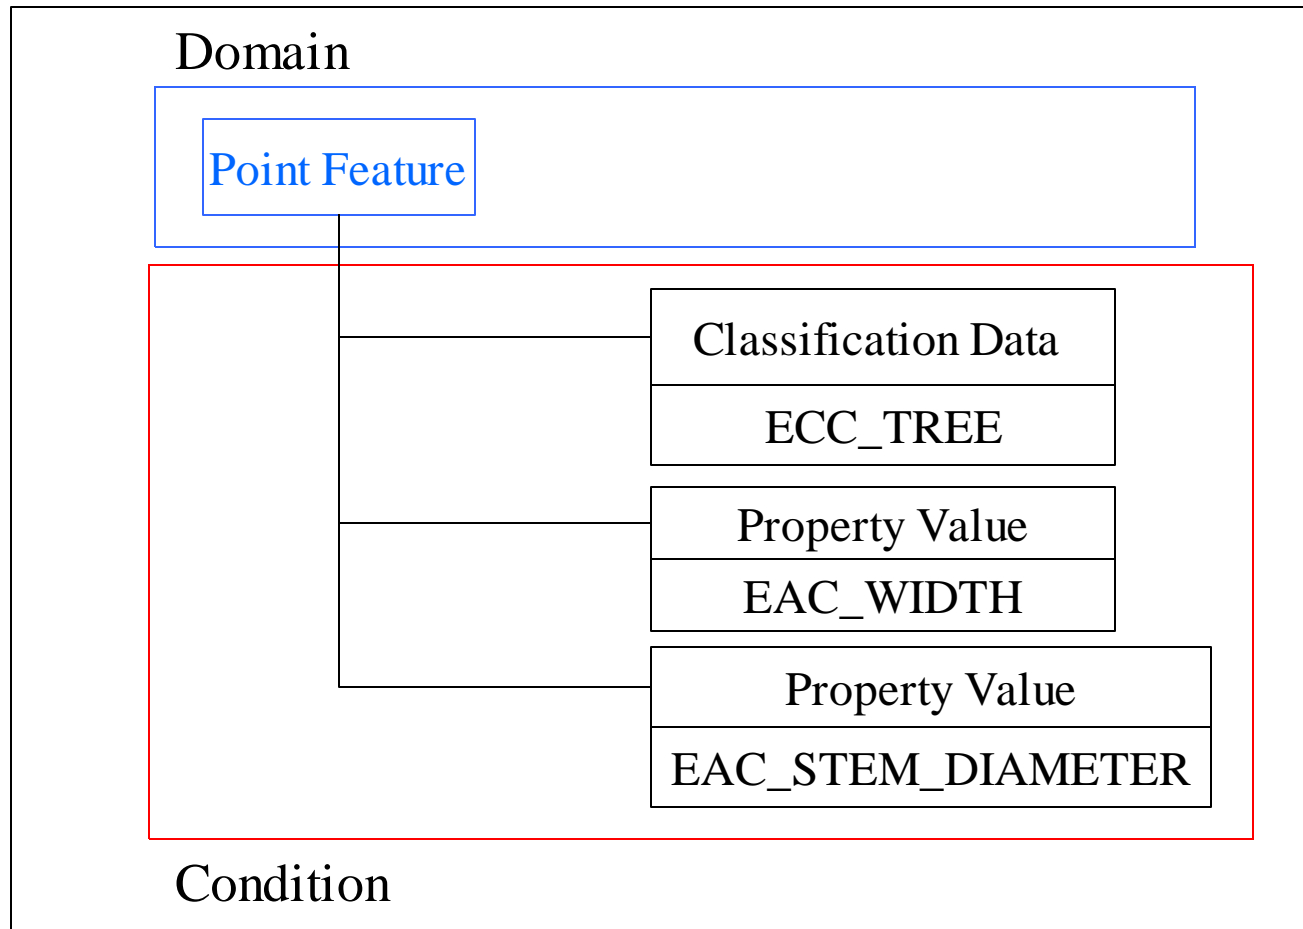 Domain
Point Feature
Classification Data
ECC_TREE
Property Value
EAC_WIDTH
Property Value
EAC_STEM_DIAMETER
Condition